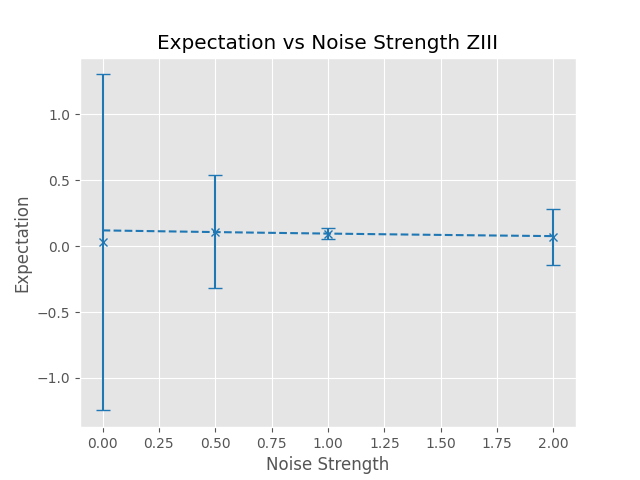 Expectation vs Noise Strength ZIII
1.0
0.5
0.0
−0.5
−1.0
Expectation
0.00 0.25 0.50 0.75 1.00 1.25 1.50 1.75 2.00
Noise Strength